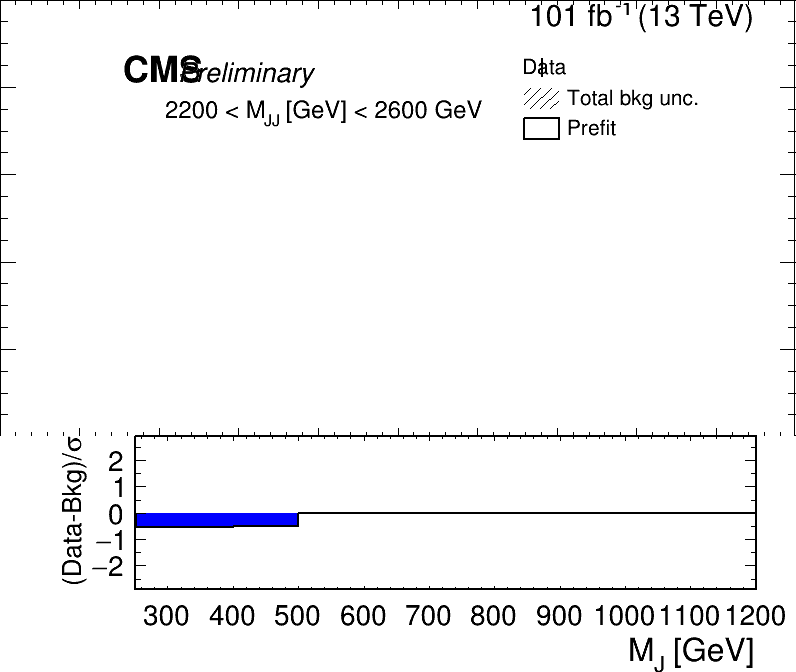 101 fb⁻¹ (13 TeV)
CMS Preliminary
Data
2200 < M_JJ [GeV] < 2600 GeV
Total bkg unc.
Prefit
(Data-Bkg)/σ
2
1
0
−1
−2
300 400 500 600 700 800 900 1000 1100 1200
M_J [GeV]